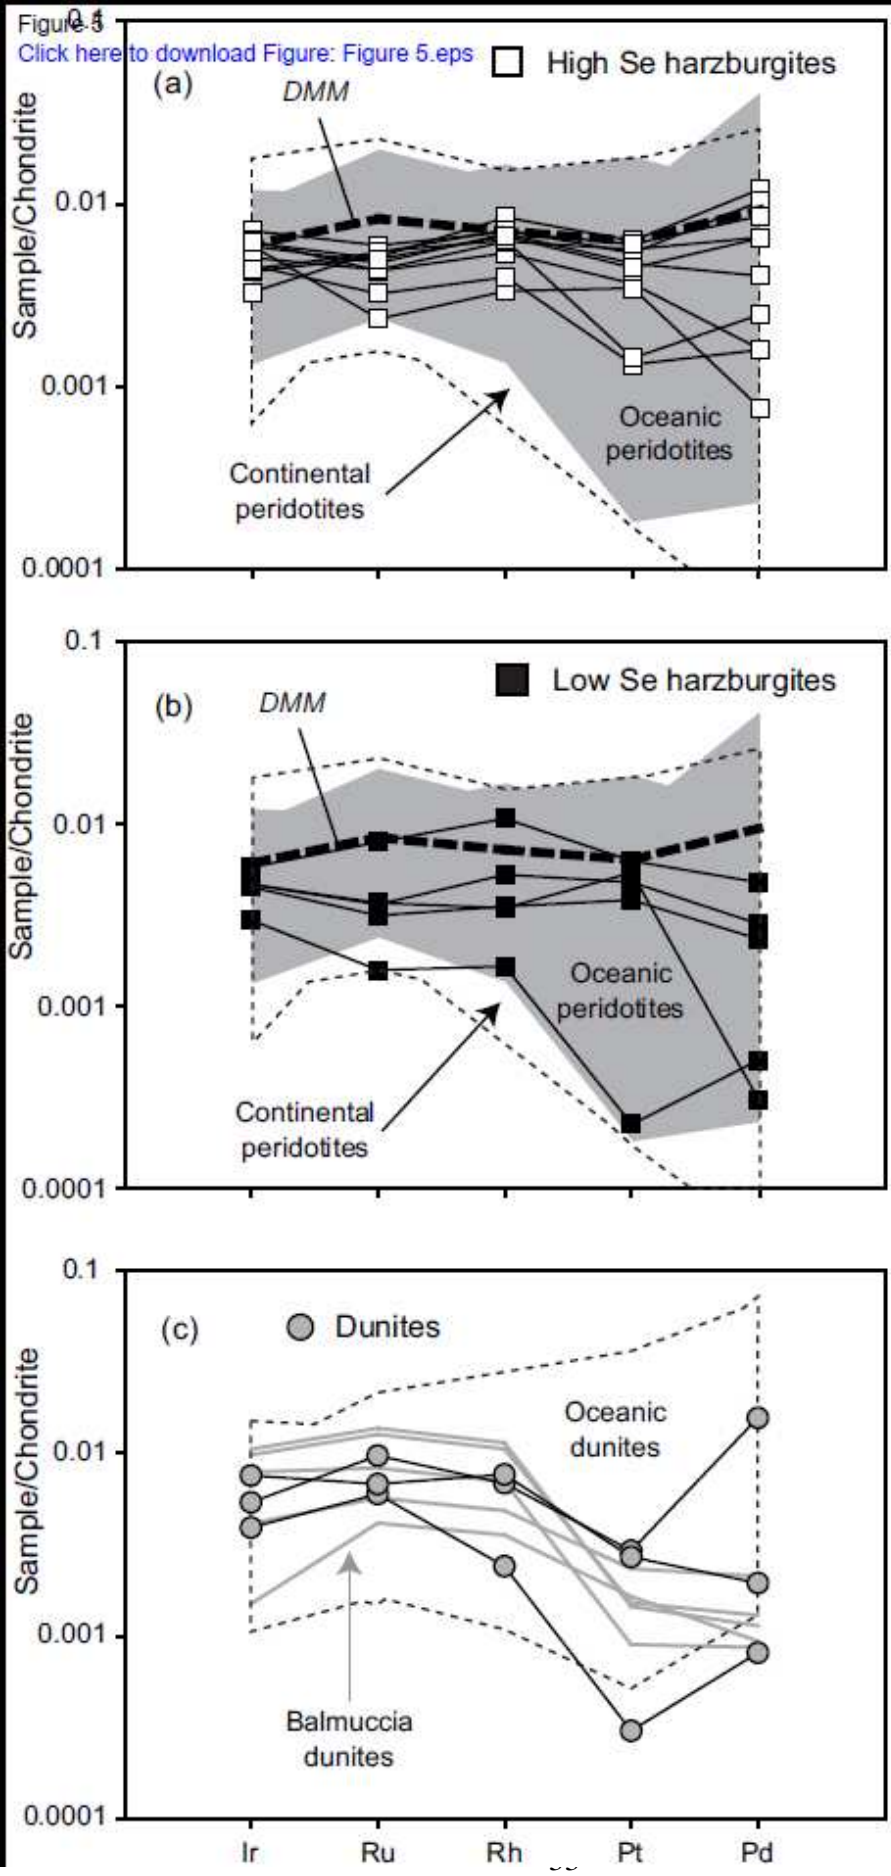 Figure 5
0.1
Click here to download Figure: Figure 5.eps
(a)
High Se harzburgites
DMM
Sample/Chondrite
0.01
0.001
Oceanic
peridotites
Continental
peridotites
0.0001
0.1
(b)
Low Se harzburgites
DMM
Sample/Chondrite
0.01
0.001
Oceanic
peridotites
Continental
peridotites
0.0001
0.1
(c)
Dunites
Sample/Chondrite
Oceanic
dunites
0.01
0.001
Balmuccia
dunites
0.0001
Ir Ru Rh Pt Pd